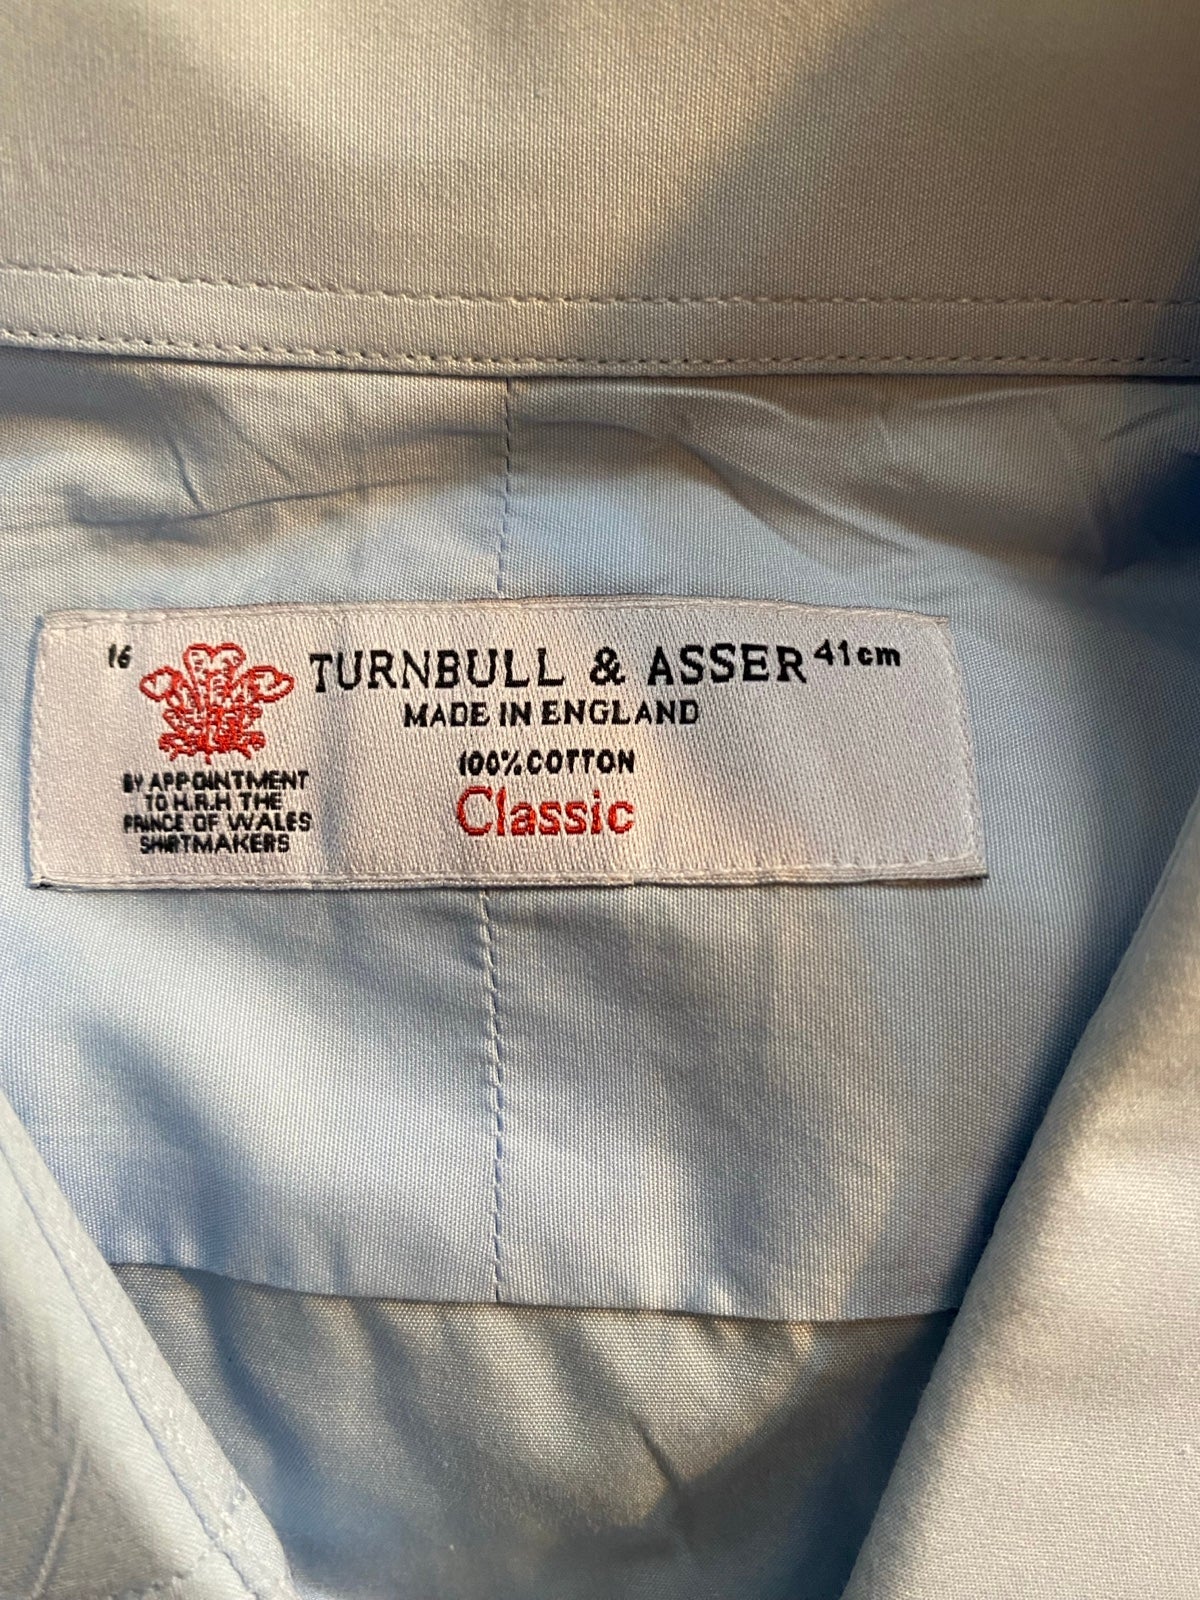 16
TURNBULL & ASSER 41cm
MADE IN ENGLAND
100% COTTON
Classic
BY APPOINTMENT
TO H.R.H THE
PRINCE OF WALES
SHIRTMAKERS